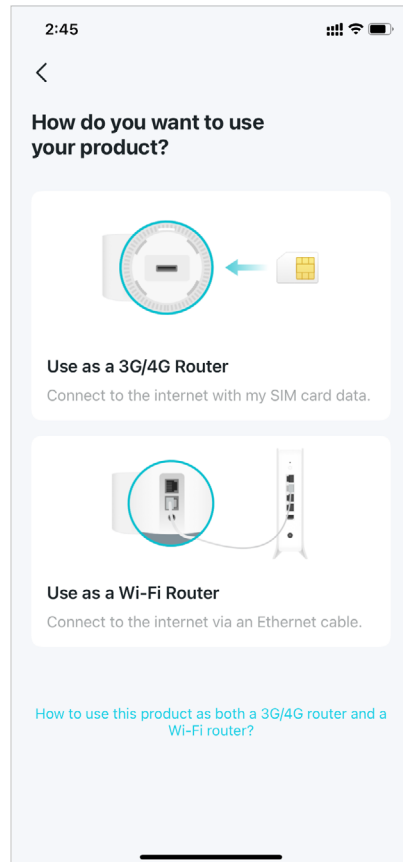 2:45
How do you want to use
your product?
Use as a 3G/4G Router
Connect to the internet with my SIM card data.
Use as a Wi-Fi Router
Connect to the internet via an Ethernet cable.
How to use this product as both a 3G/4G router and a
Wi-Fi router?